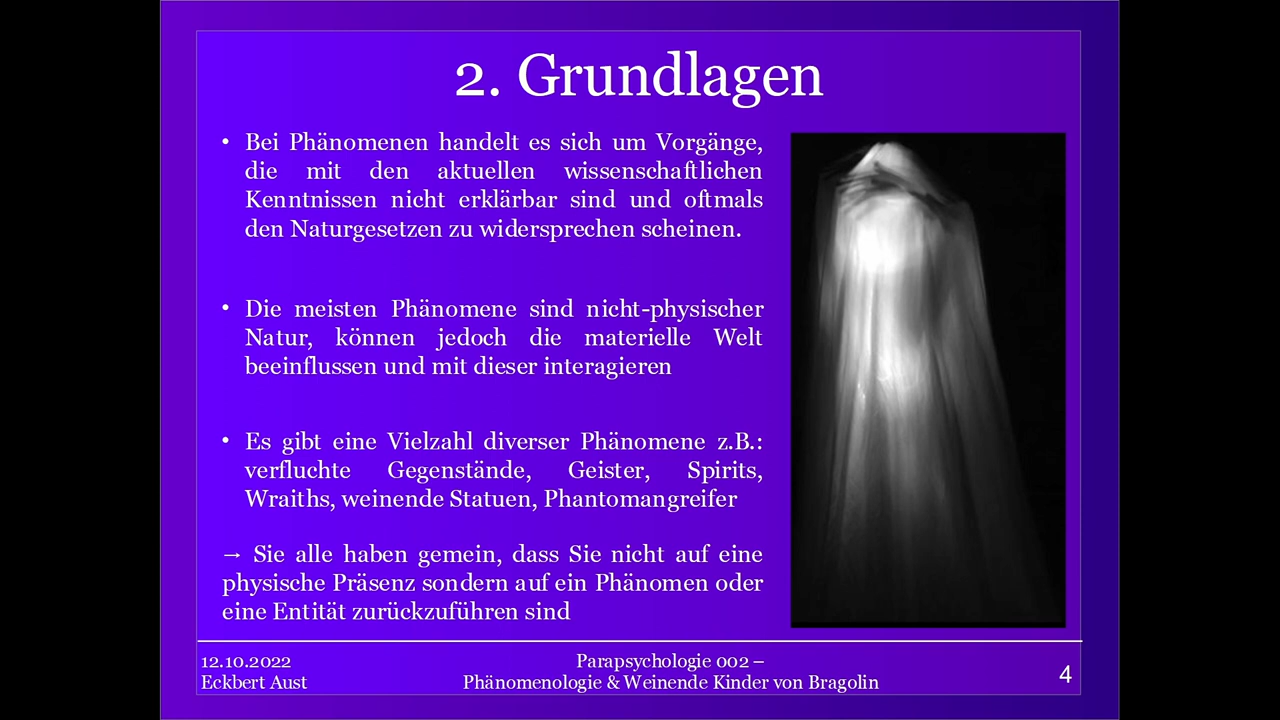 2. Grundlagen
• Bei Phänomenen handelt es sich um Vorgänge,
die mit den aktuellen wissenschaftlichen
Kenntnissen nicht erklärbar sind und oftmals
den Naturgesetzen zu widersprechen scheinen.
• Die meisten Phänomene sind nicht-physischer
Natur, können jedoch die materielle Welt
beeinflussen und mit dieser interagieren
• Es gibt eine Vielzahl diverser Phänomene z.B.:
verfluchte Gegenstände, Geister, Spirits,
Wraiths, weinende Statuen, Phantomangreifer
→ Sie alle haben gemein, dass Sie nicht auf eine
physische Präsenz sondern auf ein Phänomen oder
eine Entität zurückzuführen sind
12.10.2022
Eckbert Aust
Parapsychologie 002 –
Phänomenologie & Weinende Kinder von Bragolin
4